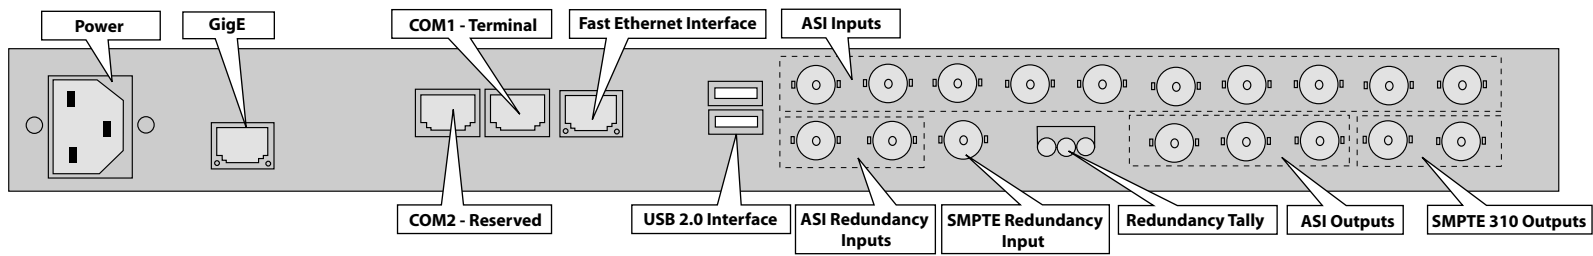 Power
GigE
COM1 - Terminal
Fast Ethernet Interface
ASI Inputs
COM2 - Reserved
USB 2.0 Interface
ASI Redundancy
Inputs
SMPTE Redundancy
Input
Redundancy Tally
ASI Outputs
SMPTE 310 Outputs